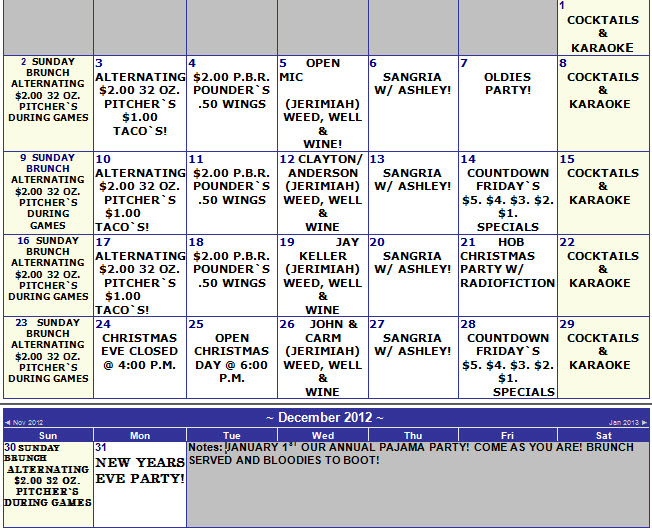 1
COCKTAILS
&
KARAOKE
2 SUNDAY
BRUNCH
ALTERNATING
$2.00 32 OZ.
PITCHER`S
DURING GAMES
3
ALTERNATING
$2.00 32 OZ.
PITCHER`S
$1.00
TACO`S!
4
$2.00 P.B.R.
POUNDER`S
.50 WINGS
5 OPEN
MIC
(JERIMIAH)
WEED, WELL
&
WINE!
6
SANGRIA
W/ ASHLEY!
7
OLDIES
PARTY!
8
COCKTAILS
&
KARAOKE
9 SUNDAY
BRUNCH
ALTERNATING
$2.00 32 OZ.
PITCHER`S
DURING
GAMES
10
ALTERNATING
$2.00 32 OZ.
PITCHER`S
$1.00
TACO`S!
11
$2.00 P.B.R.
POUNDER`S
.50 WINGS
12 CLAYTON/
ANDERSON
(JERIMIAH)
WEED, WELL
&
WINE
13
SANGRIA
W/ ASHLEY!
14
COUNTDOWN
FRIDAY`S
$5. $4. $3. $2.
$1.
SPECIALS
15
COCKTAILS
&
KARAOKE
16 SUNDAY
BRUNCH
ALTERNATING
$2.00 32 OZ.
PITCHER`S
DURING GAMES
17
ALTERNATING
$2.00 32 OZ.
PITCHER`S
$1.00
TACO`S!
18
$2.00 P.B.R.
POUNDER`S
.50 WINGS
19 JAY
KELLER
(JERIMIAH)
WEED, WELL
&
WINE
20
SANGRIA
W/ ASHLEY!
21 HOB
CHRISTMAS
PARTY W/
RADIOFICTION
22
COCKTAILS
&
KARAOKE
23 SUNDAY
BRUNCH
ALTERNATING
$2.00 32 OZ.
PITCHER`S
DURING GAMES
24
CHRISTMAS
EVE CLOSED
@ 4:00 P.M.
25
OPEN
CHRISTMAS
DAY @ 6:00
P.M.
26 JOHN &
CARM
(JERIMIAH)
WEED, WELL
&
WINE
27
SANGRIA
W/ ASHLEY!
28
COUNTDOWN
FRIDAY`S
$5. $4. $3. $2.
$1.
SPECIALS
29
COCKTAILS
&
KARAOKE
~ December 2012 ~
◄ Nov 2012
Jan 2013 ►
Sun Mon Tue Wed Thu Fri Sat
30 SUNDAY
BRUNCH
ALTERNATING
$2.00 32 OZ.
PITCHER`S
DURING GAMES
31
NEW YEARS
EVE PARTY!
Notes: JANUARY 1ST OUR ANNUAL PAJAMA PARTY! COME AS YOU ARE! BRUNCH
SERVED AND BLOODIES TO BOOT!